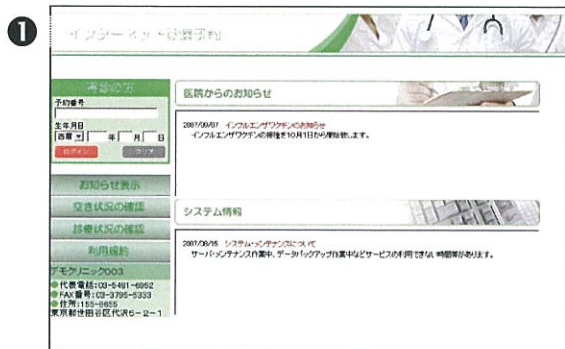 ❶
インターネット診療予約
再診の方
予約番号
生年月日
西暦 年 月 日
ログイン クリア
お知らせ表示
空き状況の確認
診療状況の確認
利用規約
デモクリニック003
代表電話:03-5481-6952
FAX番号:03-3795-5333
住所:155-8655
東京都世田谷区代沢5-2-1
医院からのお知らせ
2007/09/07 インフルエンザワクチンのお知らせ
インフルエンザワクチンの接種を10月1日から開始致します。
システム情報
2007/08/15 システム・メンテナンスについて
サーバ・メンテナンス作業中、データバックアップ作業中などサービスの利用できない時間帯があります。